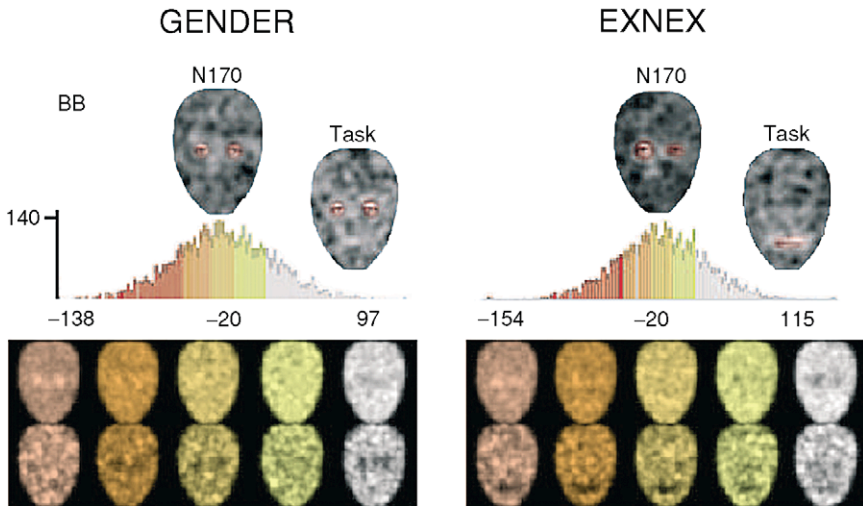 GENDER
EXNEX
N170
N170
BB
Task
Task
140
−138
−20
97
−154
−20
115